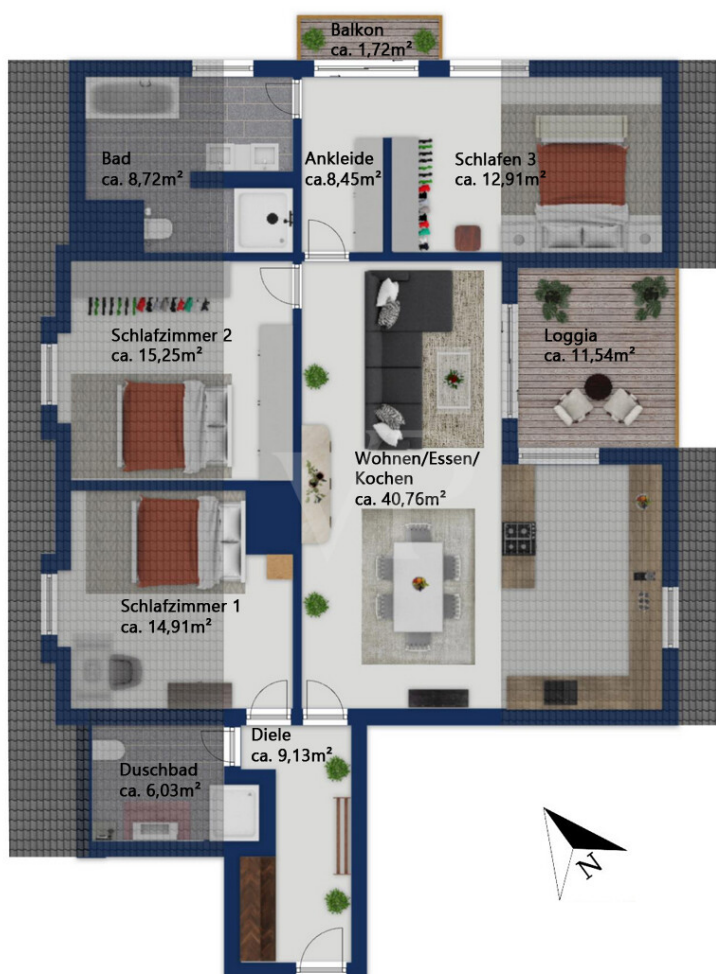 Balkon
ca. 1,72m²
Bad
ca. 8,72m²
Ankleide
ca.8,45m²
Schlafen 3
ca. 12,91m²
Schlafzimmer 2
ca. 15,25m²
Loggia
ca. 11,54m²
Wohnen/Essen/
Kochen
ca. 40,76m²
Schlafzimmer 1
ca. 14,91m²
Diele
ca. 9,13m²
Duschbad
ca. 6,03m²
N